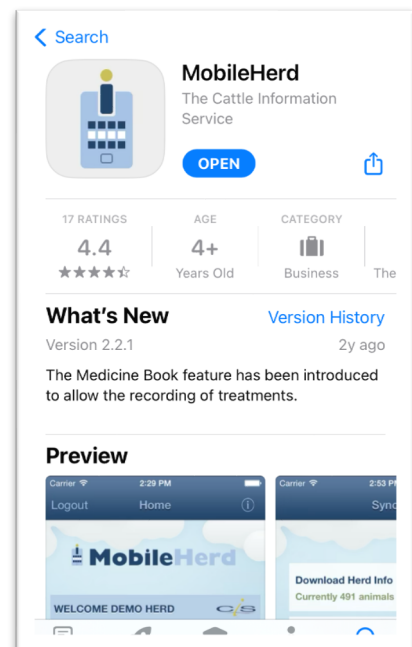 Search
MobileHerd
The Cattle Information
Service
OPEN
17 RATINGS
AGE
CATEGORY
4.4
4+
Years Old
Business
The
What's New
Version History
Version 2.2.1
2y ago
The Medicine Book feature has been introduced
to allow the recording of treatments.
Preview
Carrier
2:29 PM
Logout
Home
MobileHerd
WELCOME DEMO HERD
cis
Carrier
2:53 PM
Sync
Download Herd Info
Currently 491 animals